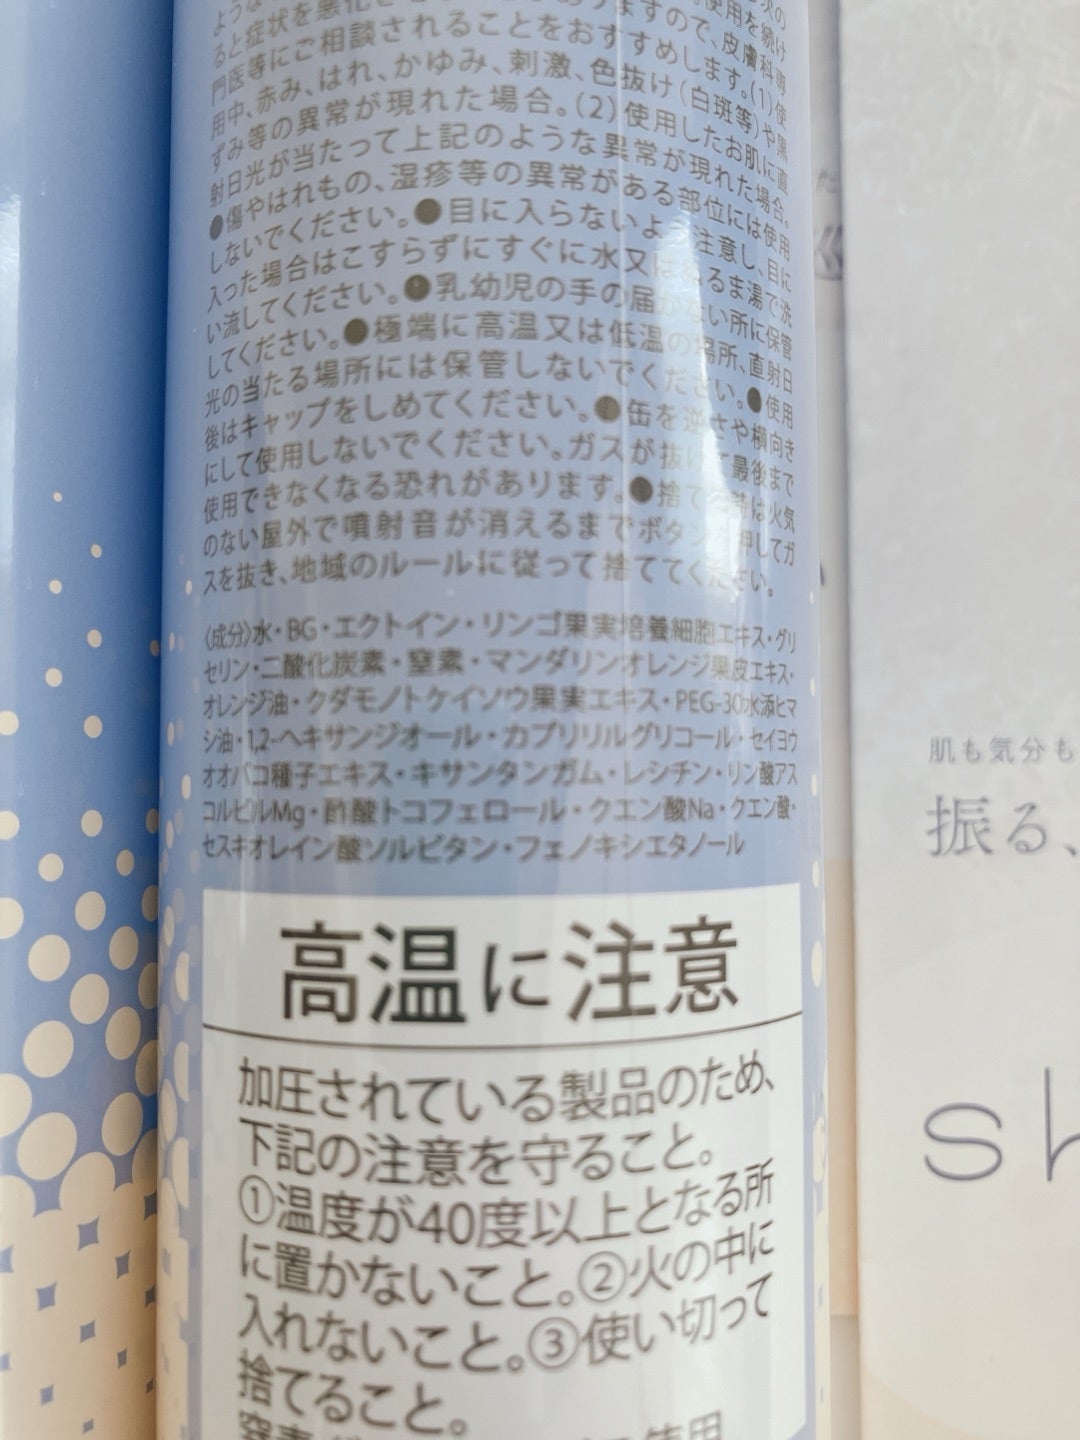 ると症状を悪化させることがありますので、皮膚科専
門医等にご相談されることをおすすめします。(1)使
用中、赤み、はれ、かゆみ、刺激、色抜け(白斑等)や黒
ずみ等の異常が現れた場合。(2)使用したお肌に直
射日光が当たって上記のような異常が現れた場合。
●傷やはれもの、湿疹等の異常がある部位には使用
しないでください。●目に入らないよう注意し、目に
入った場合はこすらずにすぐに水又はぬるま湯で洗
い流してください。●乳幼児の手の届かない所に保管
してください。●極端に高温又は低温の場所、直射日
光の当たる場所には保管しないでください。●使用
後はキャップをしめてください。●缶を逆さや横向き
にして使用しないでください。ガスが抜けて最後まで
使用できなくなる恐れがあります。●捨てる時は火気
のない屋外で噴射音が消えるまでボタンを押してガ
スを抜き、地域のルールに従って捨ててください。
〈成分〉水・BG・エクトイン・リンゴ果実培養細胞エキス・グリ
セリン・二酸化炭素・窒素・マンダリンオレンジ果皮エキス・
オレンジ油・クダモノトケイソウ果実エキス・PEG-30水添ヒマ
シ油・1,2-ヘキサンジオール・カプリリルグリコール・セイヨウ
オオバコ種子エキス・キサンタンガム・レシチン・リン酸アス
コルビルMg・酢酸トコフェロール・クエン酸Na・クエン酸・
セスキオレイン酸ソルビタン・フェノキシエタノール
高温に注意
加圧されている製品のため、
下記の注意を守ること。
①温度が40度以上となる所
に置かないこと。②火の中に
入れないこと。③使い切って
捨てること。
肌も気分も
振る、
sh